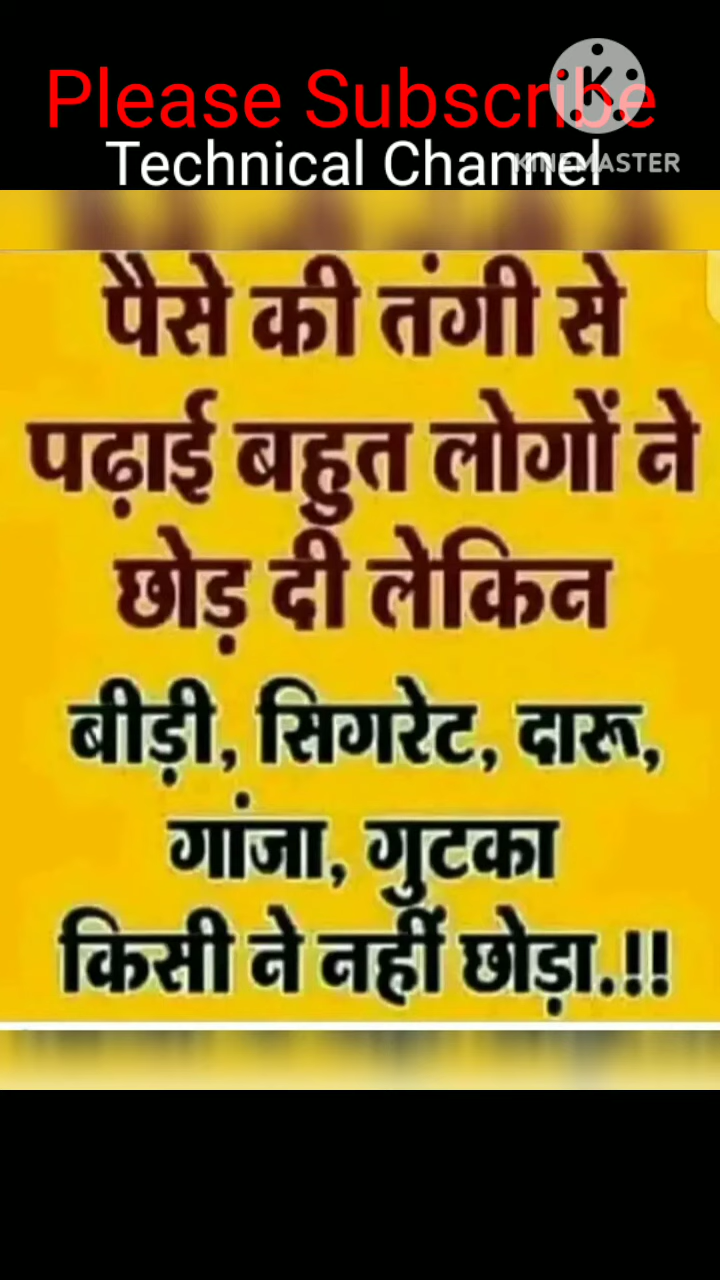 Please Subscribe
Technical Channel
KINEMASTER
पैसे की तंगी से
पढ़ाई बहुत लोगों ने
छोड़ दी लेकिन
बीड़ी, सिगरेट, दारू,
गांजा, गुटका
किसी ने नहीं छोड़ा.!!